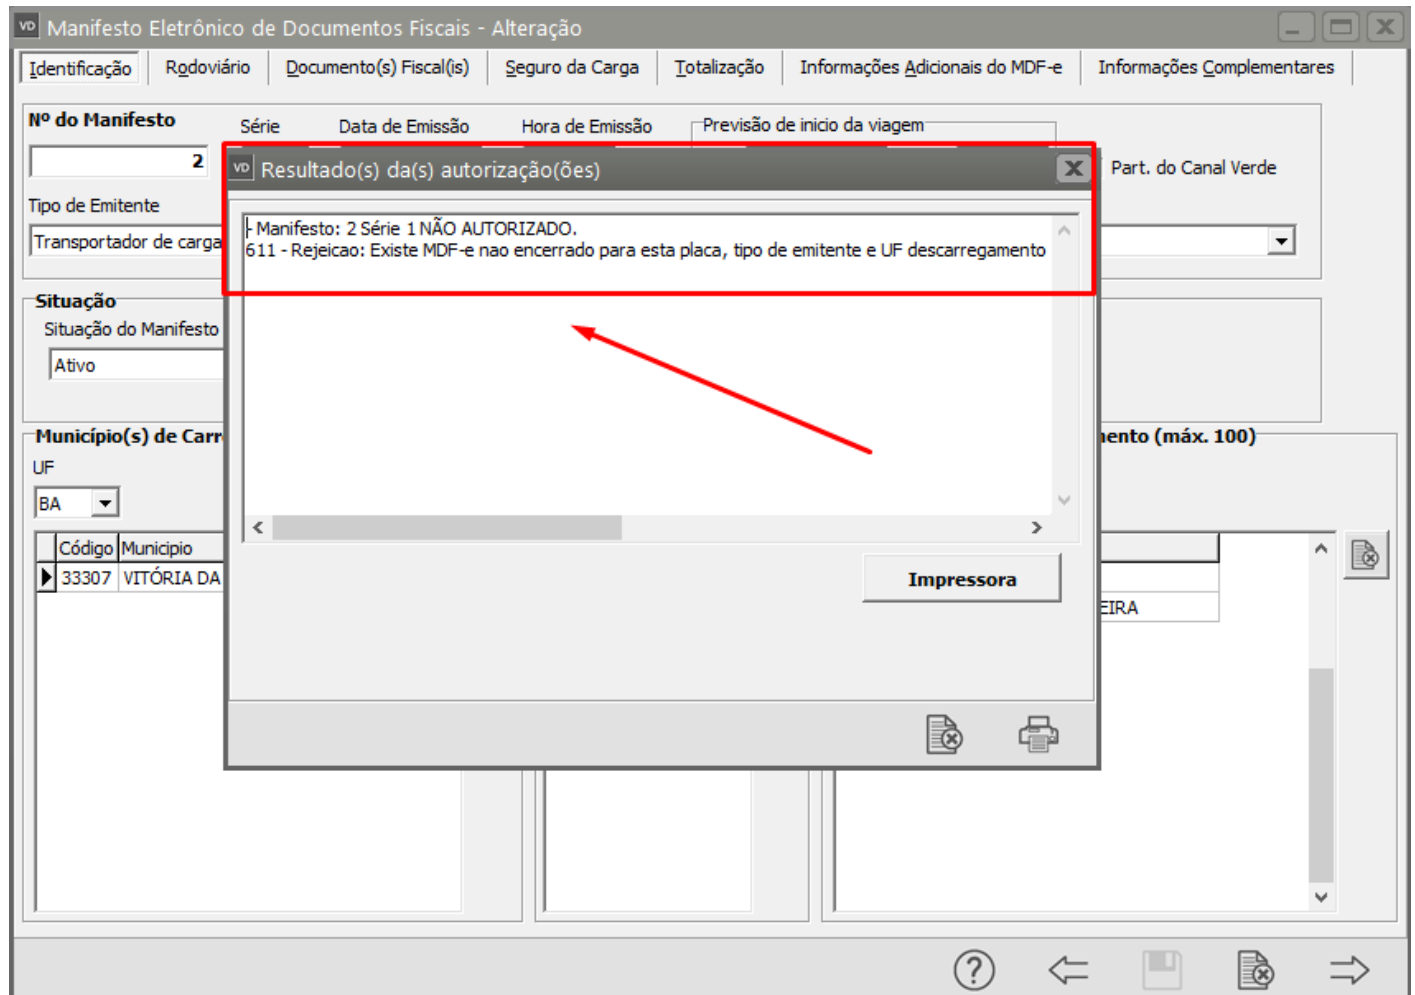 VD Manifesto Eletrônico de Documentos Fiscais - Alteração
Identificação Rodoviário Documento(s) Fiscal(is) Seguro da Carga Totalização Informações Adicionais do MDF-e Informações Complementares
Nº do Manifesto Série Data de Emissão Hora de Emissão Previsão de inicio da viagem
2
Part. do Canal Verde
Tipo de Emitente
Transportador de carga
VD Resultado(s) da(s) autorização(ões)
- Manifesto: 2 Série 1 NÃO AUTORIZADO.
611 - Rejeicao: Existe MDF-e nao encerrado para esta placa, tipo de emitente e UF descarregamento
Impressora
Situação
Situação do Manifesto
Ativo
Município(s) de Carr
ento (máx. 100)
UF
BA
Código Municipio
33307 VITÓRIA DA
EIRA